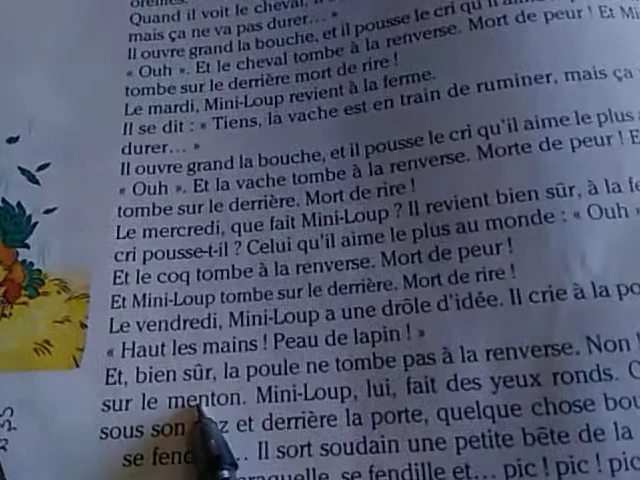 oreilles.
Quand il voit le cheval, il
mais ça ne va pas durer... »
Il ouvre grand la bouche, et il pousse le cri qu'il
« Ouh ». Et le cheval tombe à la renverse. Mort de peur ! Et Mi
tombe sur le derrière mort de rire !
Le mardi, Mini-Loup revient à la ferme.
Il se dit : « Tiens, la vache est en train de ruminer, mais ça
durer... »
Il ouvre grand la bouche, et il pousse le cri qu'il aime le plus
« Ouh ». Et la vache tombe à la renverse. Morte de peur ! E
tombe sur le derrière. Mort de rire !
Le mercredi, que fait Mini-Loup ? Il revient bien sûr, à la fe
cri pousse-t-il ? Celui qu'il aime le plus au monde : « Ouh
Et le coq tombe à la renverse. Mort de peur !
Et Mini-Loup tombe sur le derrière. Mort de rire !
Le vendredi, Mini-Loup a une drôle d'idée. Il crie à la po
« Haut les mains ! Peau de lapin ! »
Et, bien sûr, la poule ne tombe pas à la renverse. Non !
sur le menton. Mini-Loup, lui, fait des yeux ronds. C
sous son et derrière la porte, quelque chose bou
se fend ... Il sort soudain une petite bête de la
se fendille et... pic ! pic ! pic